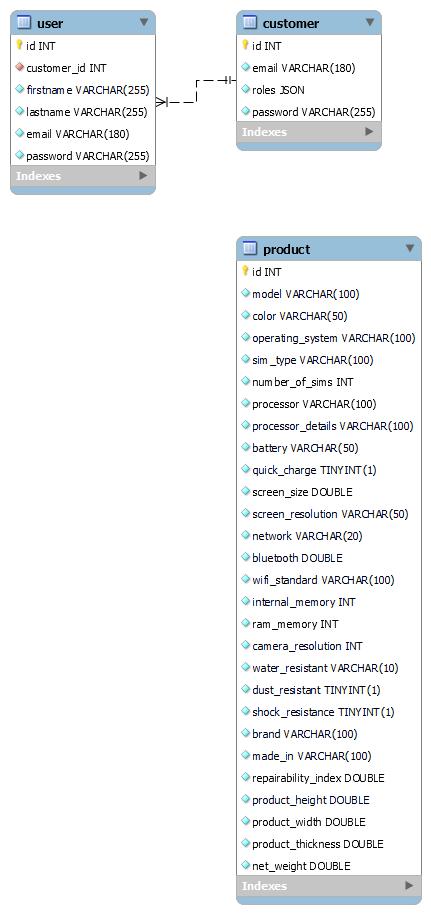 user
id INT
customer_id INT
firstname VARCHAR(255)
lastname VARCHAR(255)
email VARCHAR(180)
password VARCHAR(255)
Indexes
customer
id INT
email VARCHAR(180)
roles JSON
password VARCHAR(255)
Indexes
product
id INT
model VARCHAR(100)
color VARCHAR(50)
operating_system VARCHAR(100)
sim_type VARCHAR(100)
number_of_sims INT
processor VARCHAR(100)
processor_details VARCHAR(100)
battery VARCHAR(50)
quick_charge TINYINT(1)
screen_size DOUBLE
screen_resolution VARCHAR(50)
network VARCHAR(20)
bluetooth DOUBLE
wifi_standard VARCHAR(100)
internal_memory INT
ram_memory INT
camera_resolution INT
water_resistant VARCHAR(10)
dust_resistant TINYINT(1)
shock_resistance TINYINT(1)
brand VARCHAR(100)
made_in VARCHAR(100)
repairability_index DOUBLE
product_height DOUBLE
product_width DOUBLE
product_thickness DOUBLE
net_weight DOUBLE
Indexes